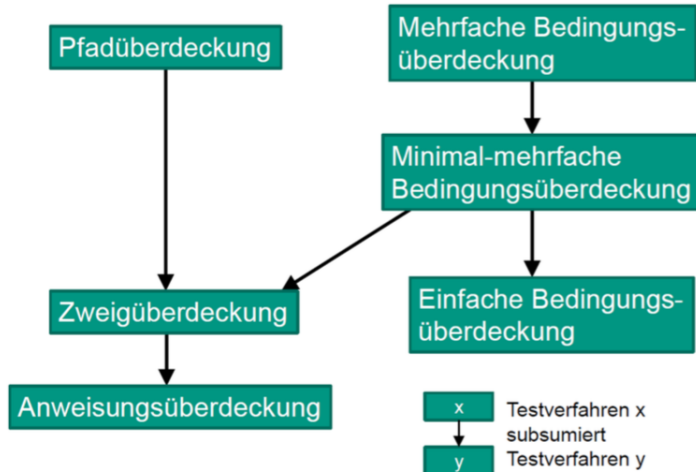 Pfadüberdeckung
Mehrfache Bedingungs-
überdeckung
Minimal-mehrfache
Bedingungsüberdeckung
Zweigüberdeckung
Einfache Bedingungs-
überdeckung
Anweisungsüberdeckung
x
Testverfahren x
subsumiert
y
Testverfahren y